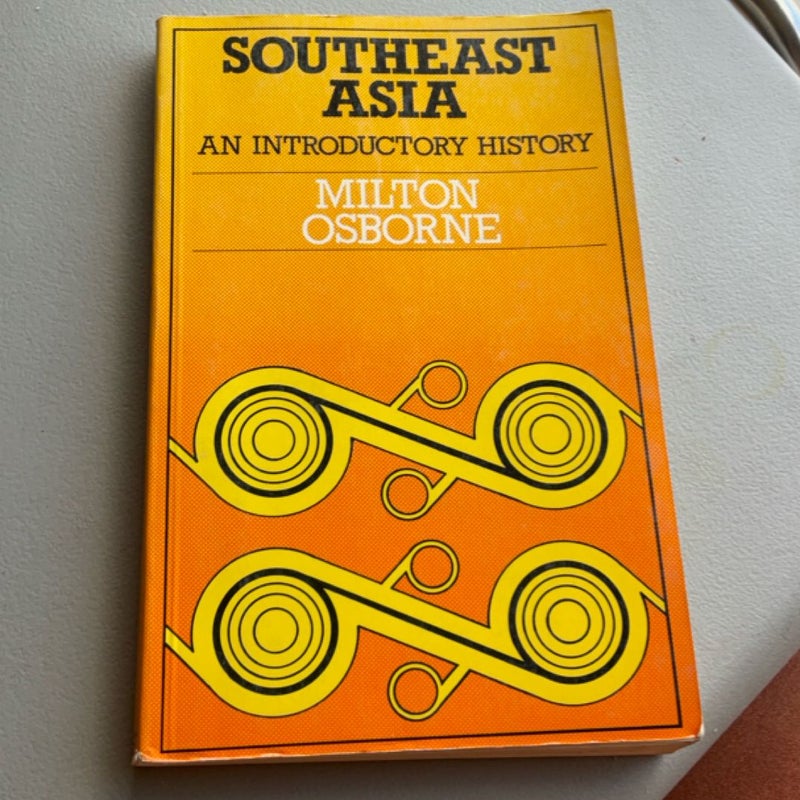 SOUTHEAST
ASIA
AN INTRODUCTORY HISTORY
MILTON
OSBORNE